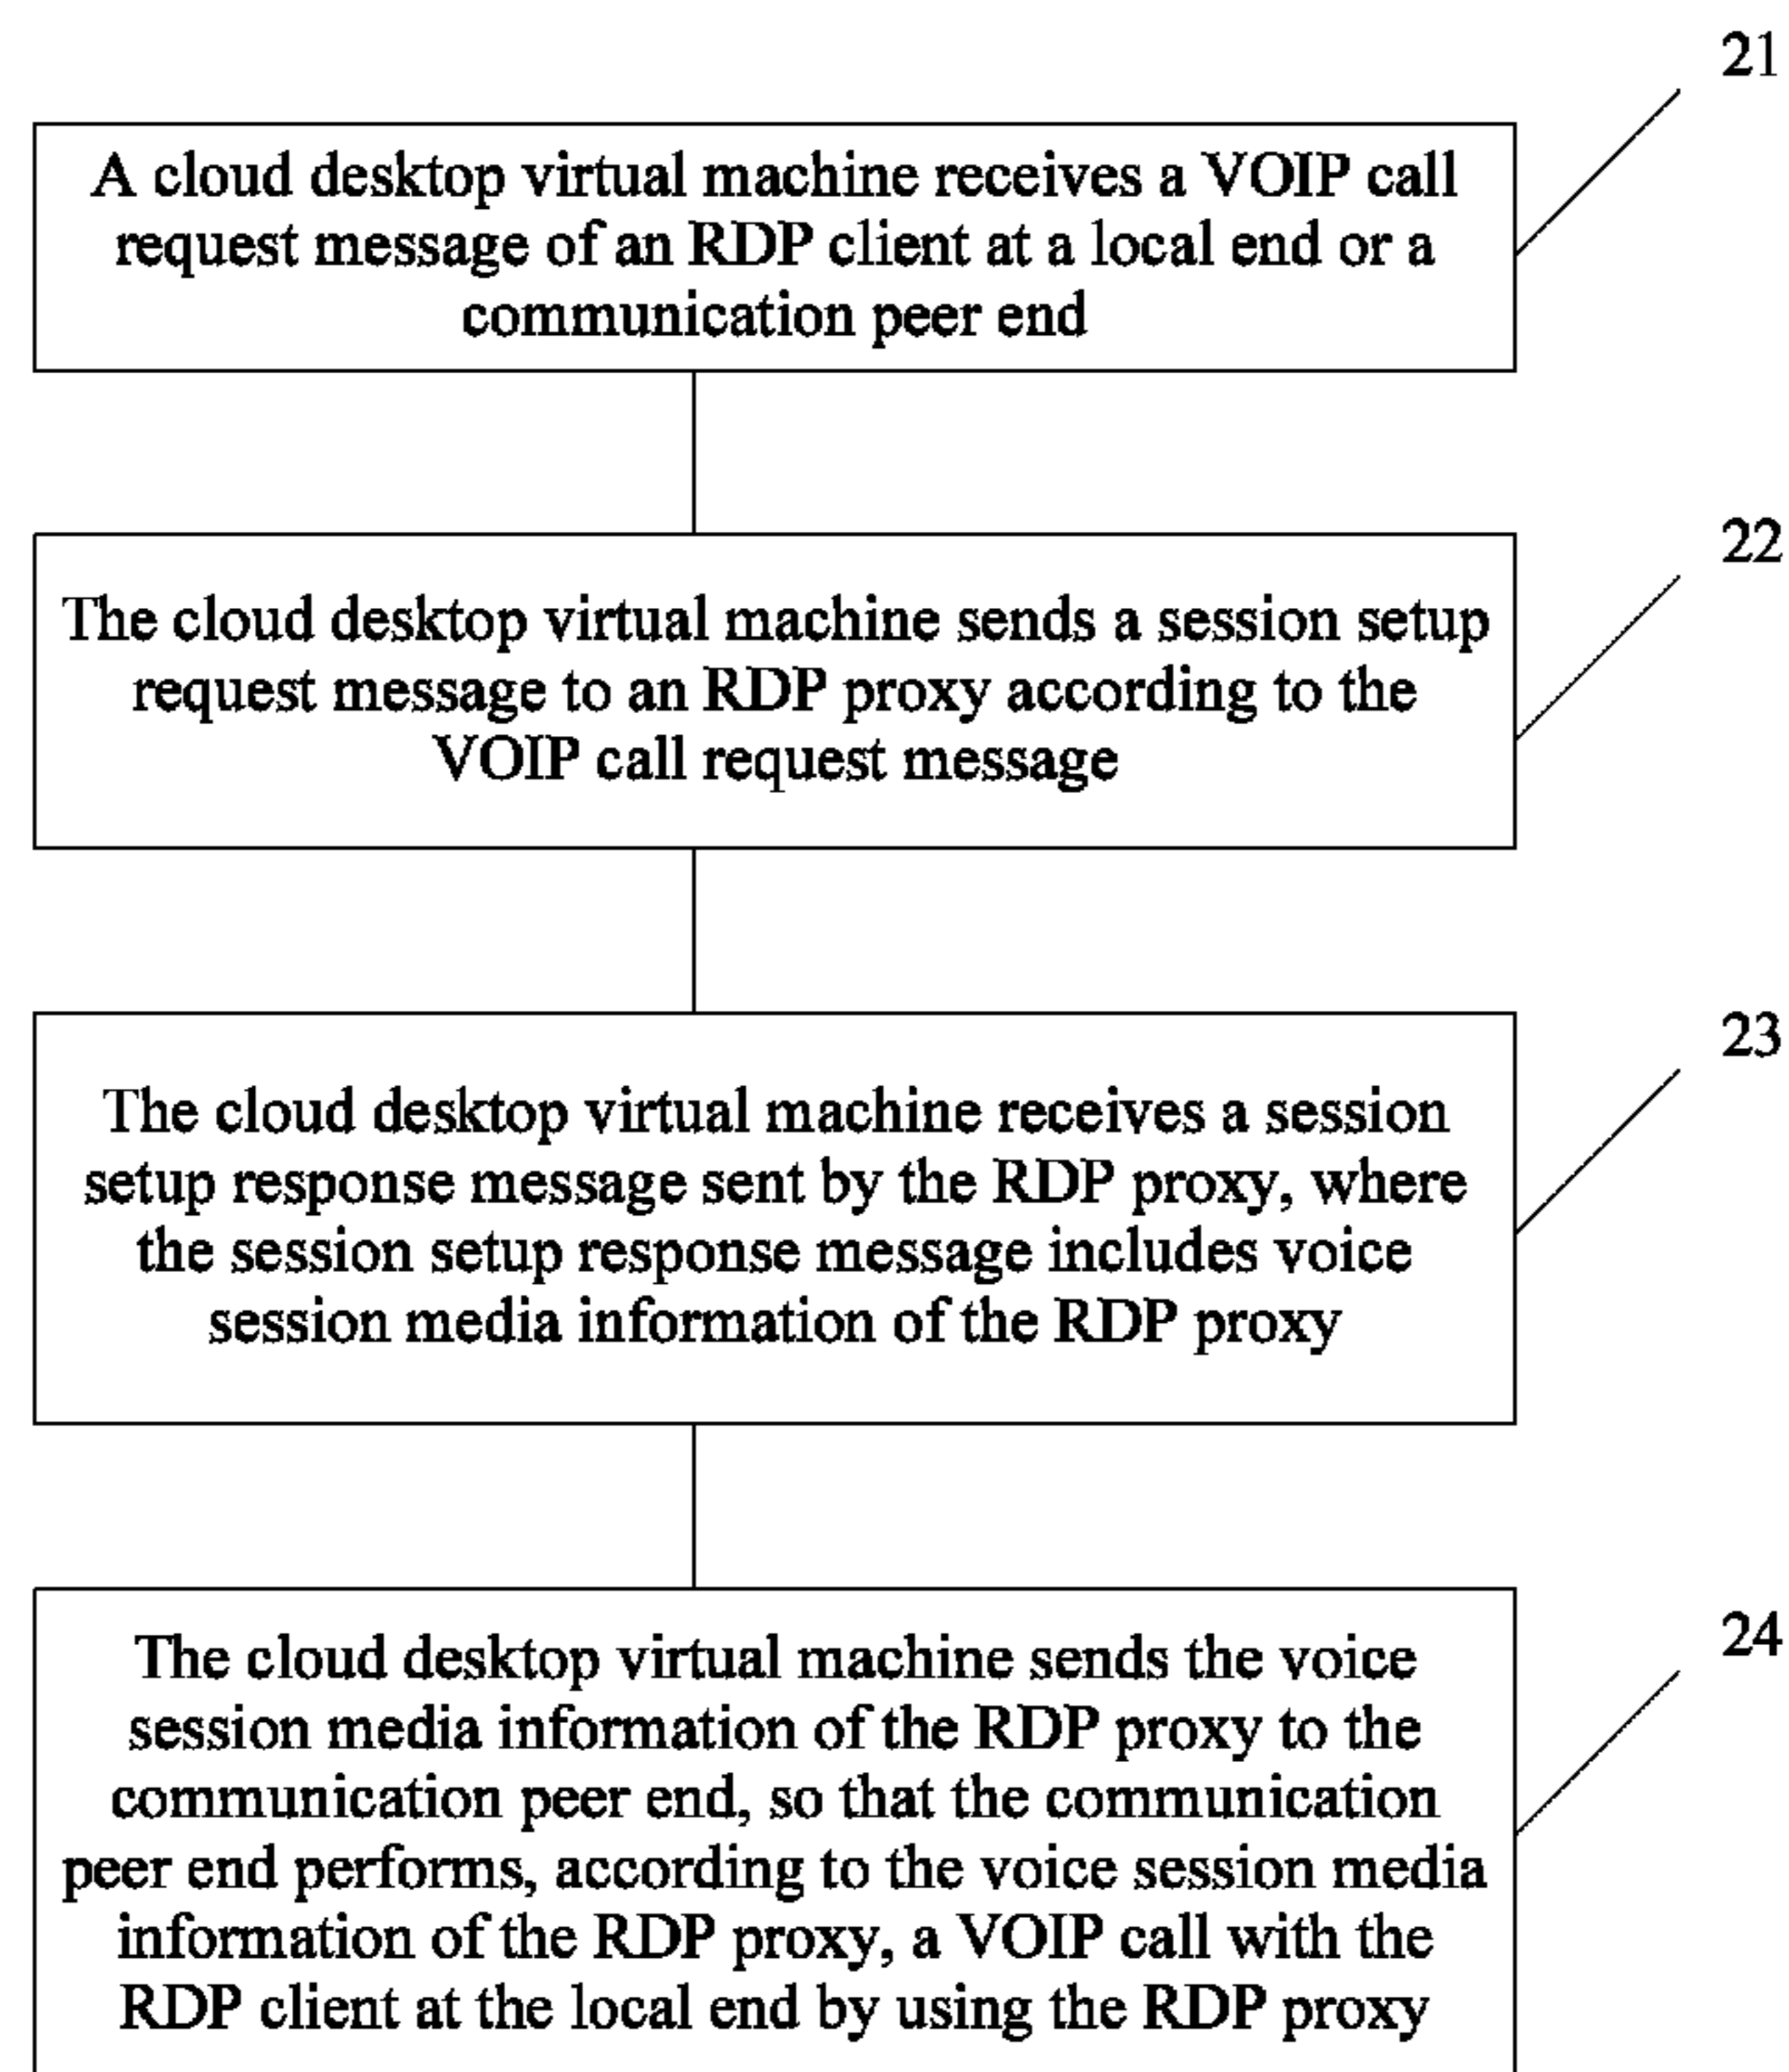 21
A cloud desktop virtual machine receives a VOIP call
request message of an RDP client at a local end or a
communication peer end
22
The cloud desktop virtual machine sends a session setup
request message to an RDP proxy according to the
VOIP call request message
23
The cloud desktop virtual machine receives a session
setup response message sent by the RDP proxy, where
the session setup response message includes voice
session media information of the RDP proxy
24
The cloud desktop virtual machine sends the voice
session media information of the RDP proxy to the
communication peer end, so that the communication
peer end performs, according to the voice session media
information of the RDP proxy, a VOIP call with the
RDP client at the local end by using the RDP proxy